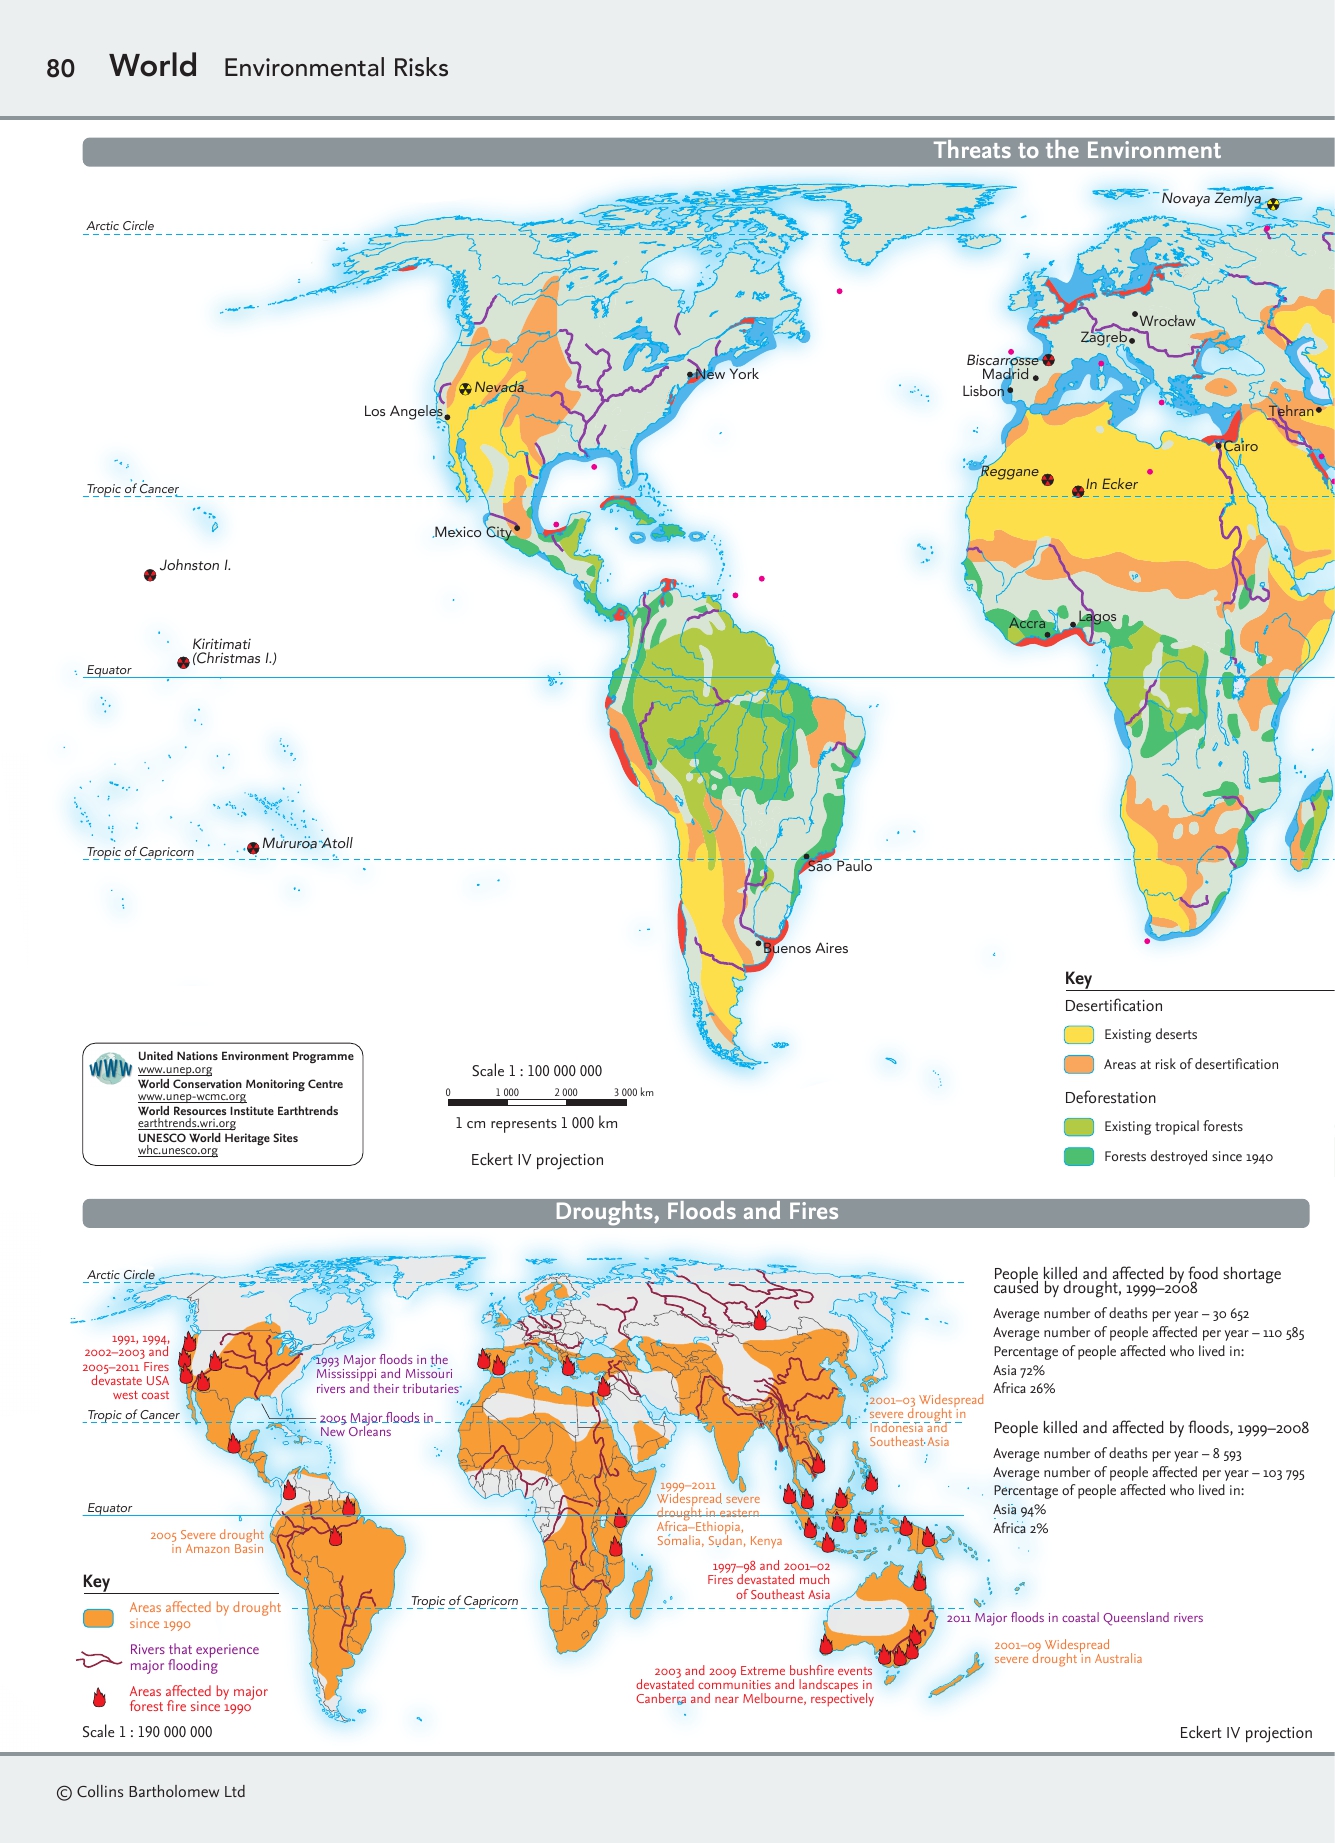 80 World Environmental Risks
Threats to the Environment
Novaya Zemlya
Arctic Circle
Wrocław
Zagreb
Biscarrosse
Madrid
Lisbon
New York
Nevada
Los Angeles
Tehran
Cairo
Reggane
In Ecker
Tropic of Cancer
Mexico City
Johnston I.
Accra
Lagos
Kiritimati
(Christmas I.)
Equator
Mururoa Atoll
Tropic of Capricorn
São Paulo
Buenos Aires
Key
Desertification
Existing deserts
Areas at risk of desertification
Deforestation
Existing tropical forests
Forests destroyed since 1940
WWW
United Nations Environment Programme
www.unep.org
World Conservation Monitoring Centre
www.unep-wcmc.org
World Resources Institute Earthtrends
earthtrends.wri.org
UNESCO World Heritage Sites
whc.unesco.org
Scale 1 : 100 000 000
0 1 000 2 000 3 000 km
1 cm represents 1 000 km
Eckert IV projection
Droughts, Floods and Fires
Arctic Circle
1991, 1994,
2002–2003 and
2005–2011 Fires
devastate USA
west coast
1993 Major floods in the
Mississippi and Missouri
rivers and their tributaries
Tropic of Cancer
2005 Major floods in
New Orleans
2001–03 Widespread
severe drought in
Indonesia and
Southeast Asia
1999–2011
Widespread severe
drought in eastern
Africa–Ethiopia,
Somalia, Sudan, Kenya
Equator
2005 Severe drought
in Amazon Basin
1997–98 and 2001–02
Fires devastated much
of Southeast Asia
Tropic of Capricorn
2011 Major floods in coastal Queensland rivers
2001–09 Widespread
severe drought in Australia
2003 and 2009 Extreme bushfire events
devastated communities and landscapes in
Canberra and near Melbourne, respectively
People killed and affected by food shortage
caused by drought, 1999–2008
Average number of deaths per year – 30 652
Average number of people affected per year – 110 585
Percentage of people affected who lived in:
Asia 72%
Africa 26%
People killed and affected by floods, 1999–2008
Average number of deaths per year – 8 593
Average number of people affected per year – 103 795
Percentage of people affected who lived in:
Asia 94%
Africa 2%
Key
Areas affected by drought
since 1990
Rivers that experience
major flooding
Areas affected by major
forest fire since 1990
Scale 1 : 190 000 000
Eckert IV projection
© Collins Bartholomew Ltd